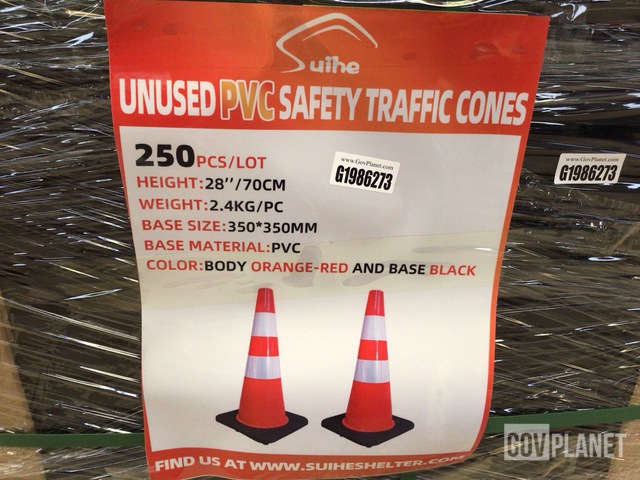 Suihe
UNUSED PVC SAFETY TRAFFIC CONES
250PCS/LOT
HEIGHT:28''/70CM
WEIGHT:2.4KG/PC
BASE SIZE:350*350MM
BASE MATERIAL:PVC
COLOR:BODY ORANGE-RED AND BASE BLACK
www.GovPlanet.com
G1986273
www.GovPlanet.com
G1986273
FIND US AT WWW.SUIHESHELTER.COM
GOVPLANET